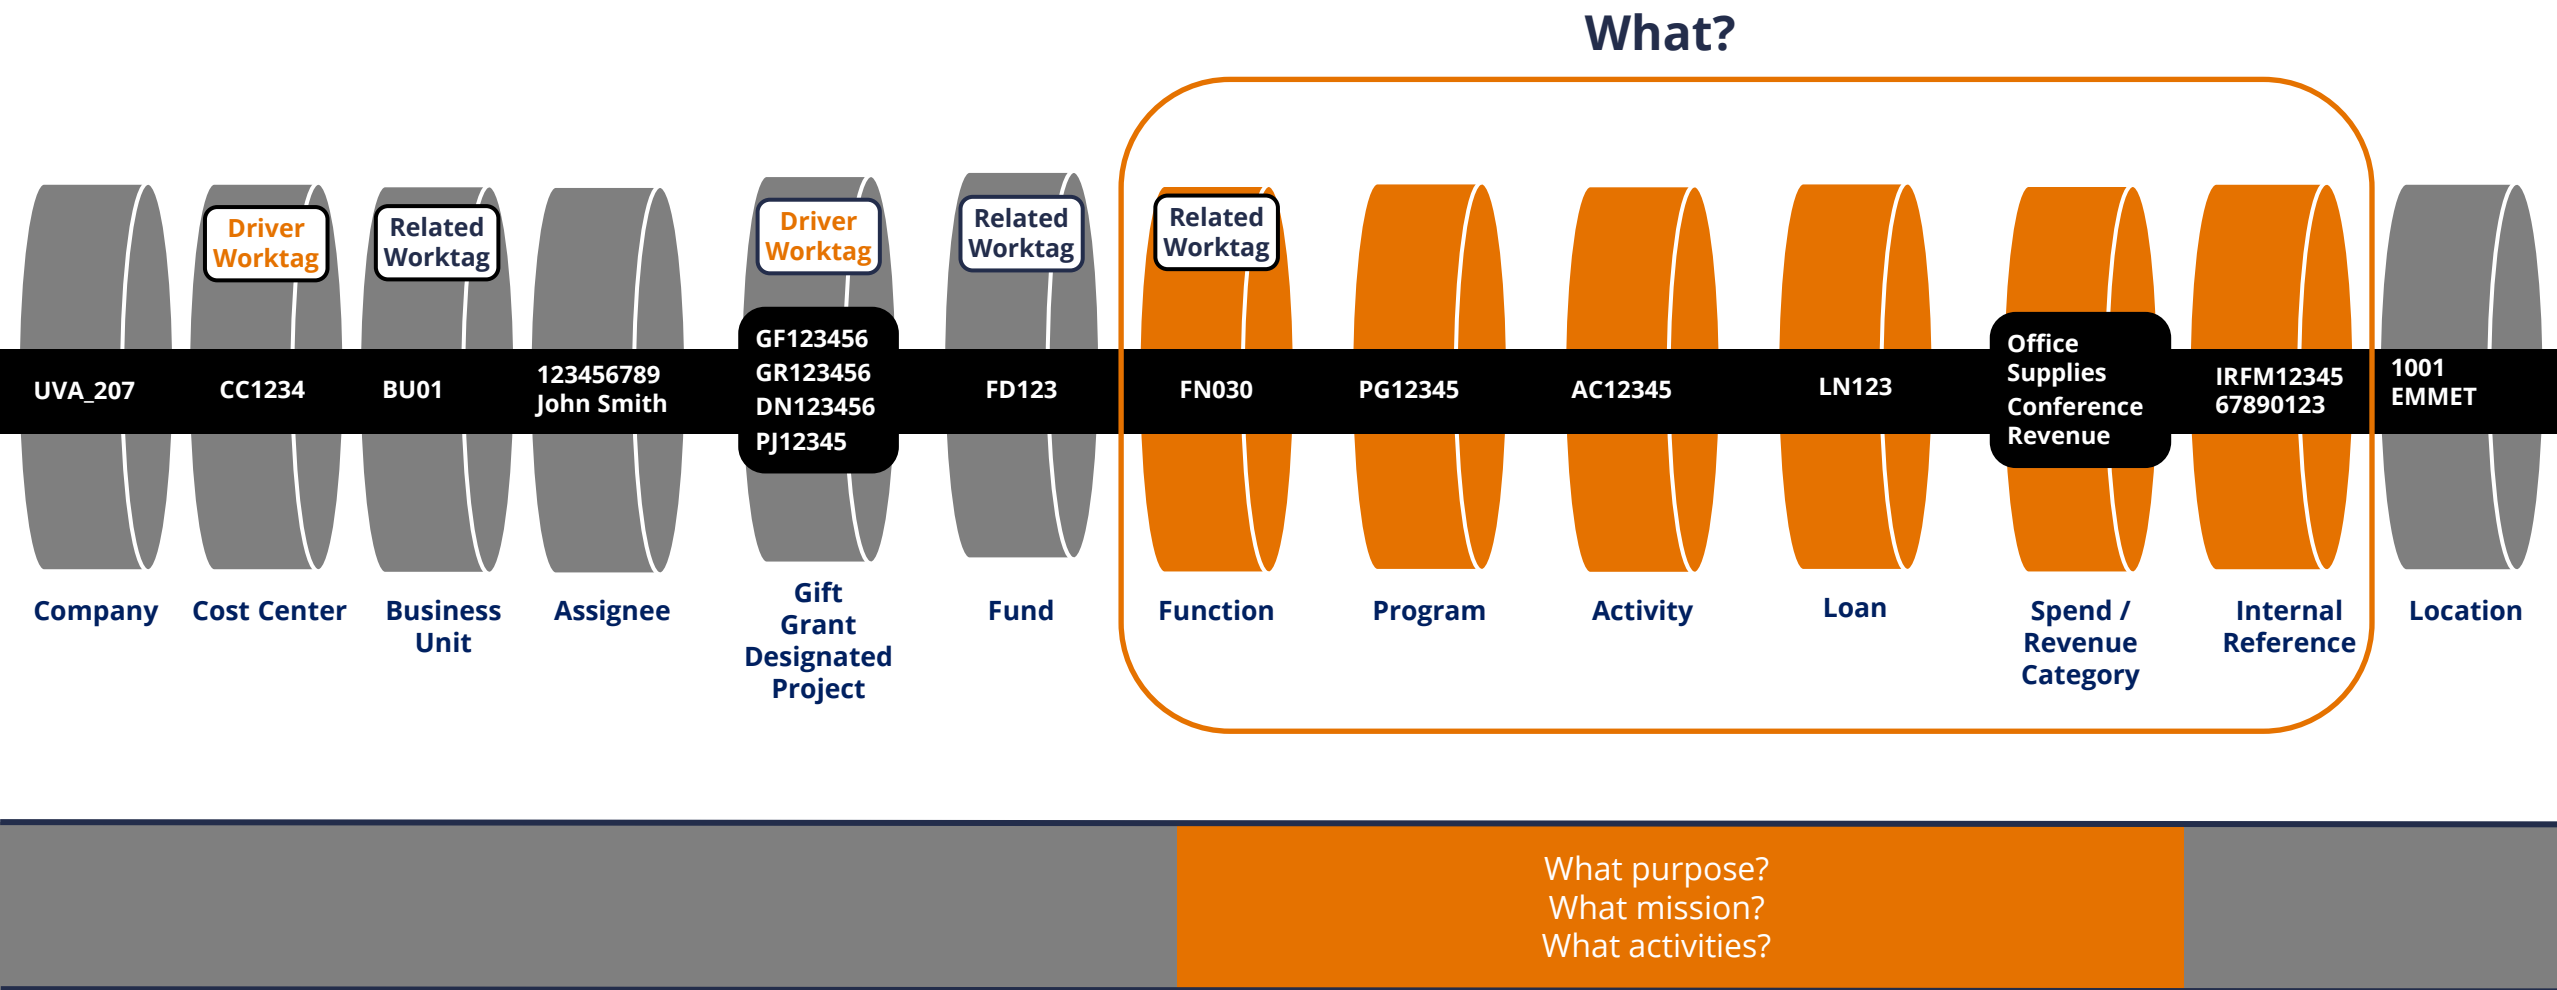 What?
Driver
Worktag
Related
Worktag
Driver
Worktag
Related
Worktag
Related
Worktag
UVA_207
CC1234
BU01
123456789
John Smith
GF123456
GR123456
DN123456
PJ12345
FD123
FN030
PG12345
AC12345
LN123
Office
Supplies
Conference
Revenue
IRFM12345
67890123
1001
EMMET
Company
Cost Center
Business
Unit
Assignee
Gift
Grant
Designated
Project
Fund
Function
Program
Activity
Loan
Spend /
Revenue
Category
Internal
Reference
Location
What purpose?
What mission?
What activities?